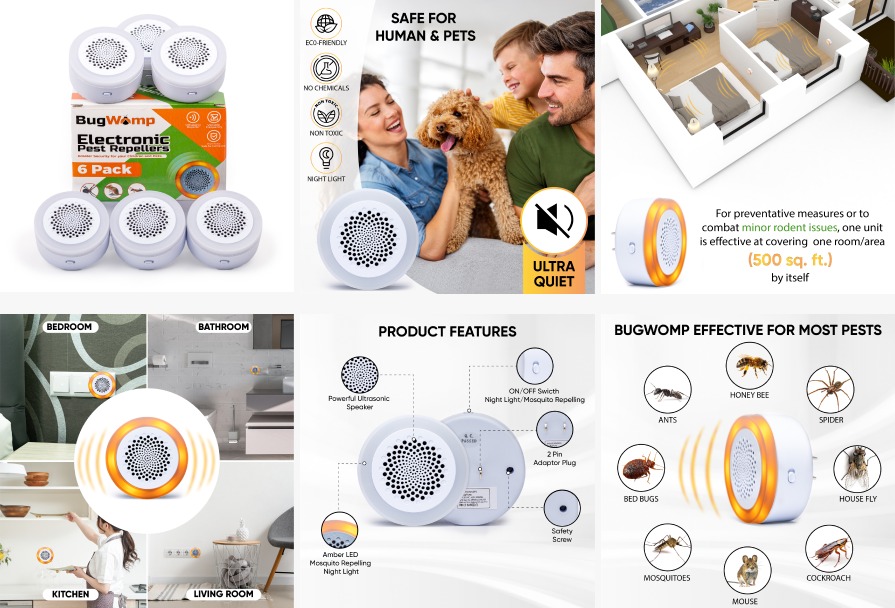 BugWomp
Electronic
Pest Repellers
6 Pack
SAFE FOR
HUMAN & PETS
ECO-FRIENDLY
NO CHEMICALS
NON TOXIC
NON TOXIC
NIGHT LIGHT
ULTRA
QUIET
For preventative measures or to
combat minor rodent issues, one unit
is effective at covering one room/area
(500 sq. ft.)
by itself
BEDROOM
BATHROOM
KITCHEN
LIVING ROOM
PRODUCT FEATURES
Powerful Ultrasonic
Speaker
ON/OFF Swicth
Night Light/Mosquito Repelling
2 Pin
Adaptor Plug
Amber LED
Mosquito Repelling
Night Light
Safety
Screw
BUGWOMP EFFECTIVE FOR MOST PESTS
HONEY BEE
ANTS
SPIDER
BED BUGS
HOUSE FLY
MOSQUITOES
COCKROACH
MOUSE